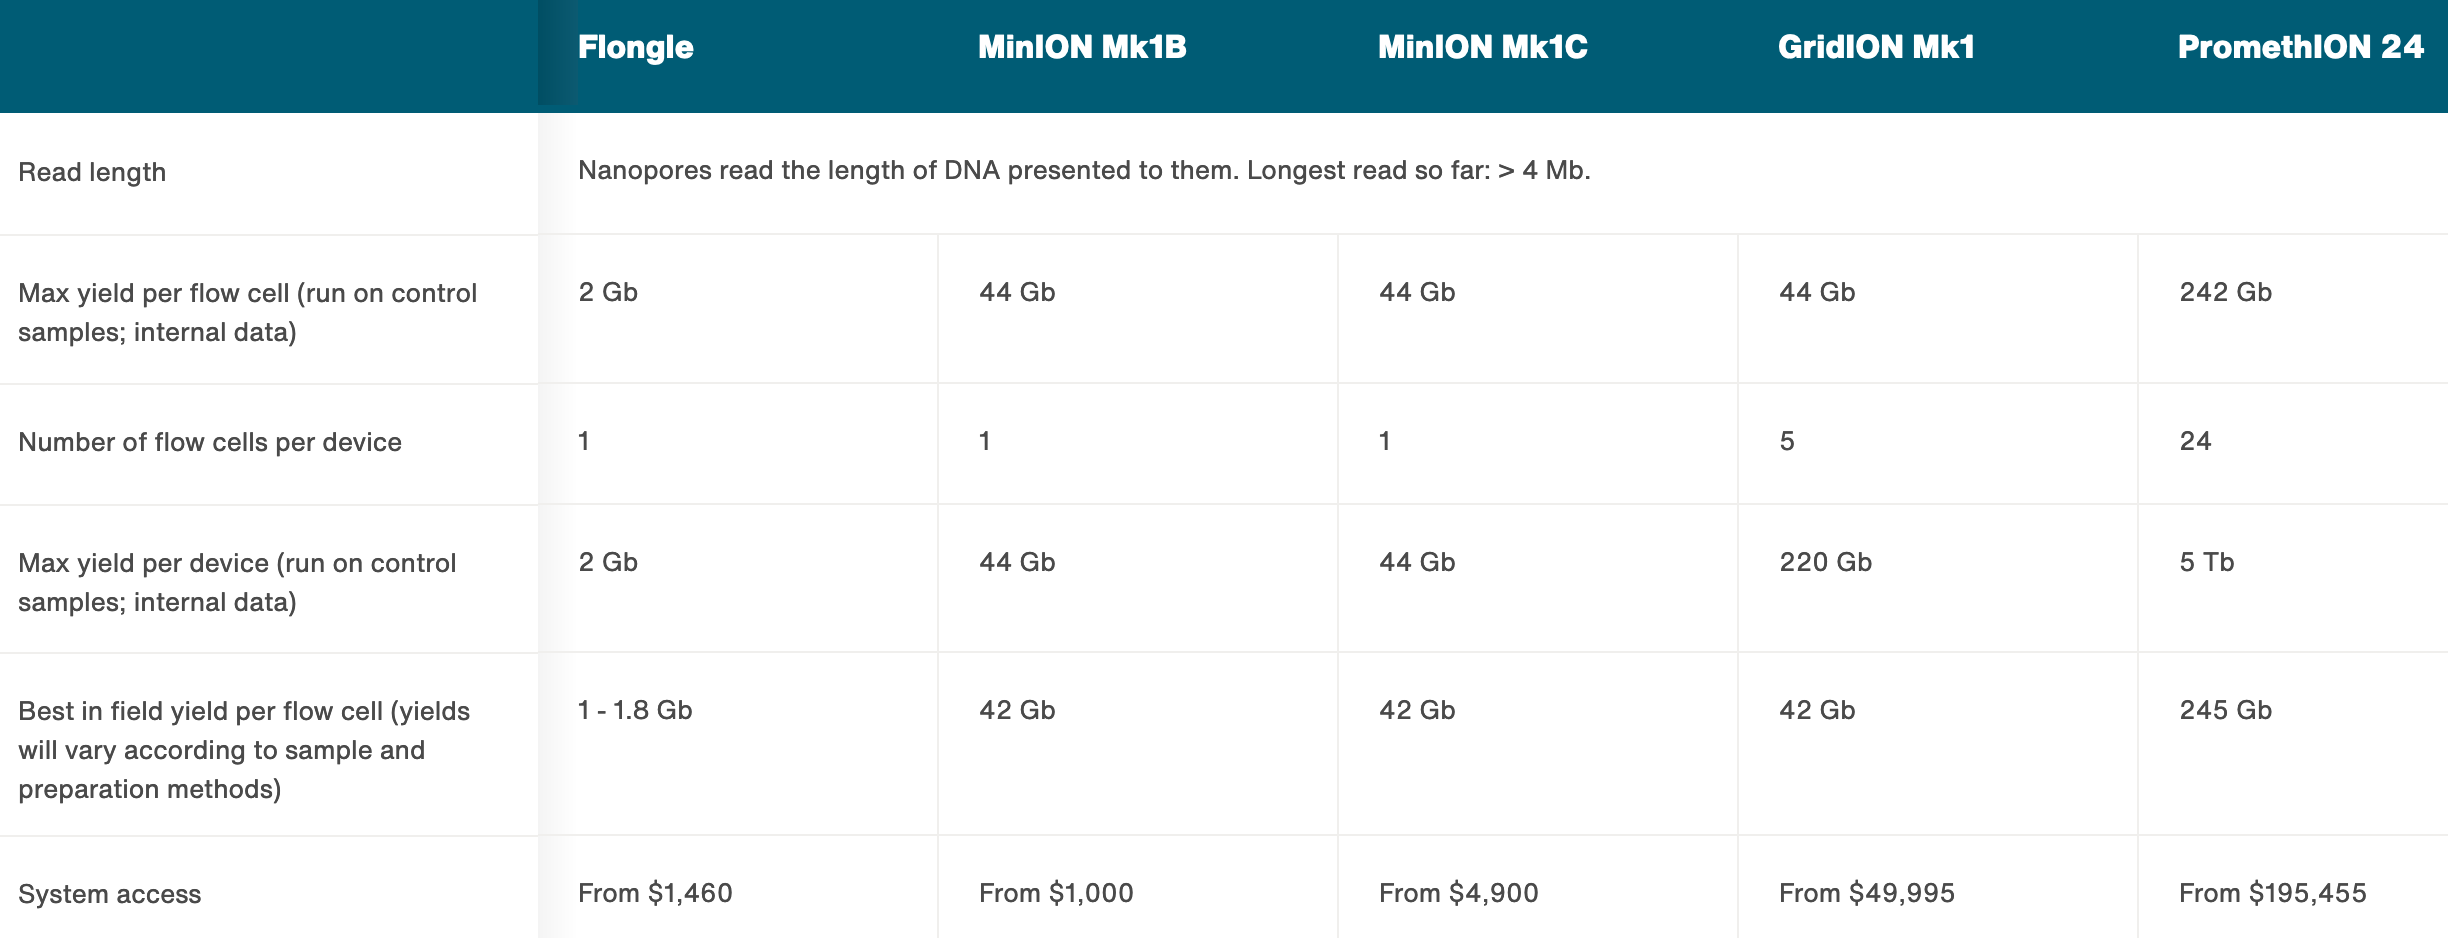 Flongle MinION Mk1B MinION Mk1C GridION Mk1 PromethION 24
Read length Nanopores read the length of DNA presented to them. Longest read so far: > 4 Mb.
Max yield per flow cell (run on control
samples; internal data)
2 Gb 44 Gb 44 Gb 44 Gb 242 Gb
Number of flow cells per device 1 1 1 5 24
Max yield per device (run on control
samples; internal data)
2 Gb 44 Gb 44 Gb 220 Gb 5 Tb
Best in field yield per flow cell (yields
will vary according to sample and
preparation methods)
1 - 1.8 Gb 42 Gb 42 Gb 42 Gb 245 Gb
System access From $1,460 From $1,000 From $4,900 From $49,995 From $195,455